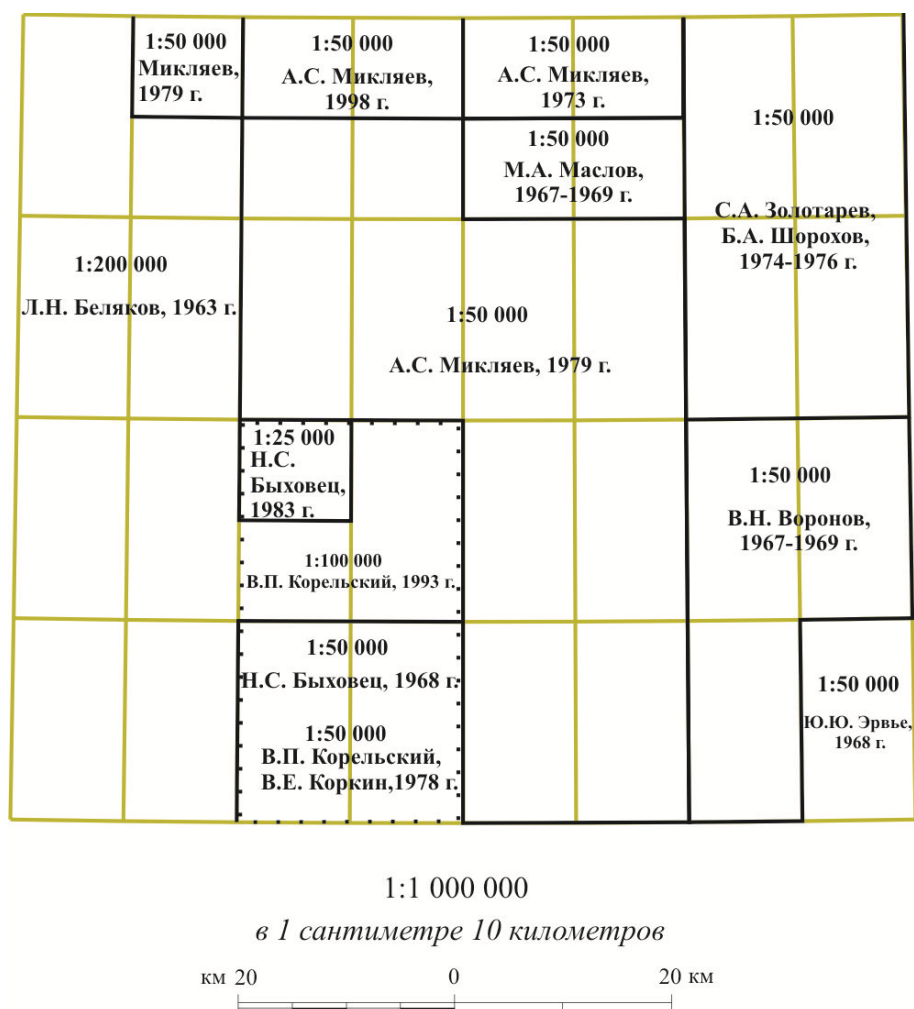 1:50 000
Микляев,
1979 г.
1:50 000
А.С. Микляев,
1998 г.
1:50 000
А.С. Микляев,
1973 г.
1:50 000
М.А. Маслов,
1967-1969 г.
1:50 000
С.А. Золотарев,
Б.А. Шорохов,
1974-1976 г.
1:200 000
Л.Н. Беляков, 1963 г.
1:50 000
А.С. Микляев, 1979 г.
1:25 000
Н.С.
Быховец,
1983 г.
1:100 000
В.П. Корельский, 1993 г.
1:50 000
В.Н. Воронов,
1967-1969 г.
1:50 000
Н.С. Быховец, 1968 г.
1:50 000
В.П. Корельский,
В.Е. Коркин,1978 г.
1:50 000
Ю.Ю. Эрвье,
1968 г.
1:1 000 000
в 1 сантиметре 10 километров
км 20 0 20 км